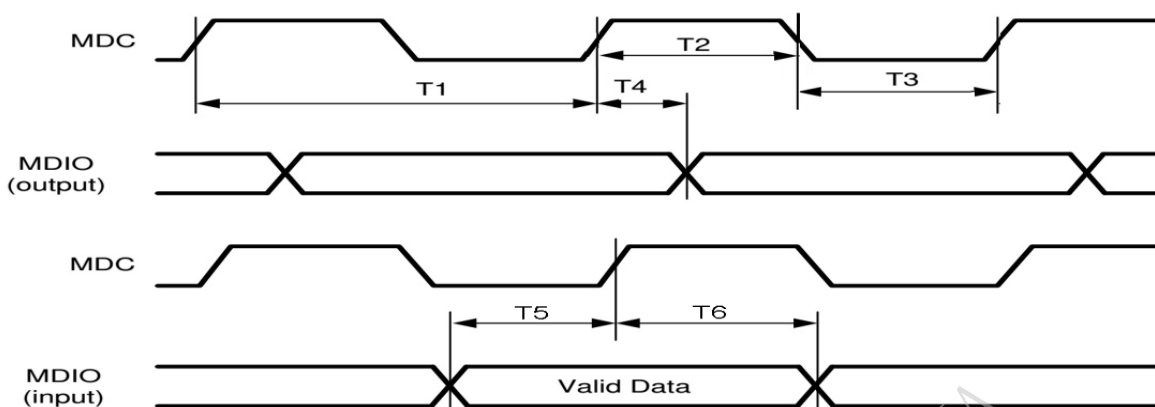 MDC
T1
T2
T4
T3
MDIO
(output)
MDC
T5
T6
MDIO
(input)
Valid Data